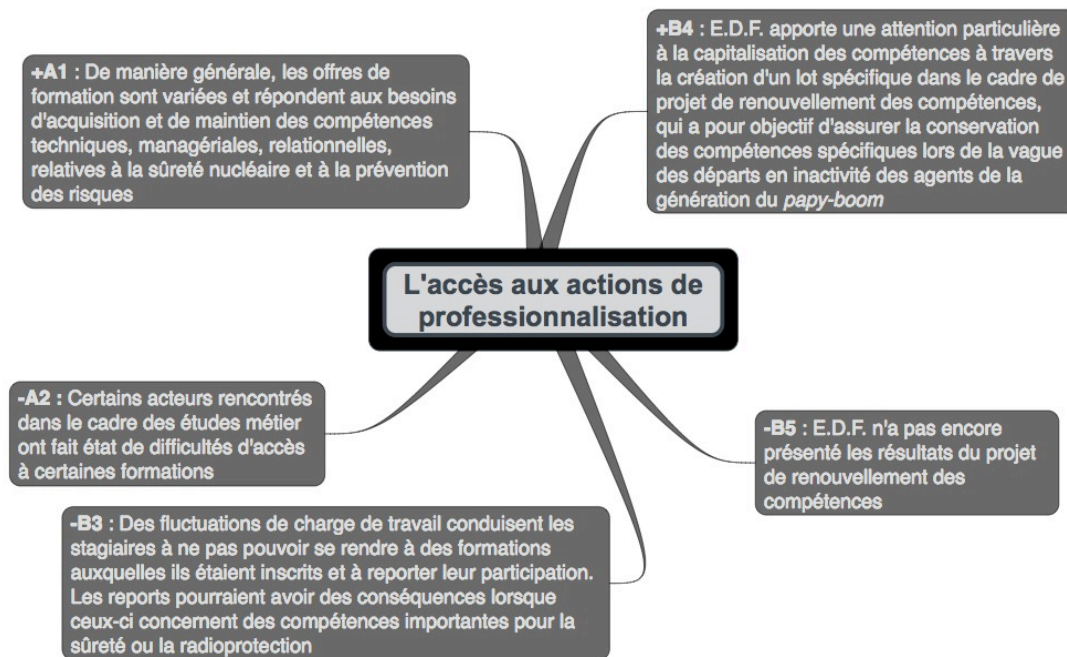 +A1 : De manière générale, les offres de
formation sont variées et répondent aux besoins
d'acquisition et de maintien des compétences
techniques, managériales, relationnelles,
relatives à la sûreté nucléaire et à la prévention
des risques
+B4 : E.D.F. apporte une attention particulière
à la capitalisation des compétences à travers
la création d'un lot spécifique dans le cadre de
projet de renouvellement des compétences,
qui a pour objectif d'assurer la conservation
des compétences spécifiques lors de la vague
des départs en inactivité des agents de la
génération du papy-boom
L'accès aux actions de
professionnalisation
-A2 : Certains acteurs rencontrés
dans le cadre des études métier
ont fait état de difficultés d'accès
à certaines formations
-B5 : E.D.F. n'a pas encore
présenté les résultats du projet
de renouvellement des
compétences
-B3 : Des fluctuations de charge de travail conduisent les
stagiaires à ne pas pouvoir se rendre à des formations
auxquelles ils étaient inscrits et à reporter leur participation.
Les reports pourraient avoir des conséquences lorsque
ceux-ci concernent des compétences importantes pour la
sûreté ou la radioprotection